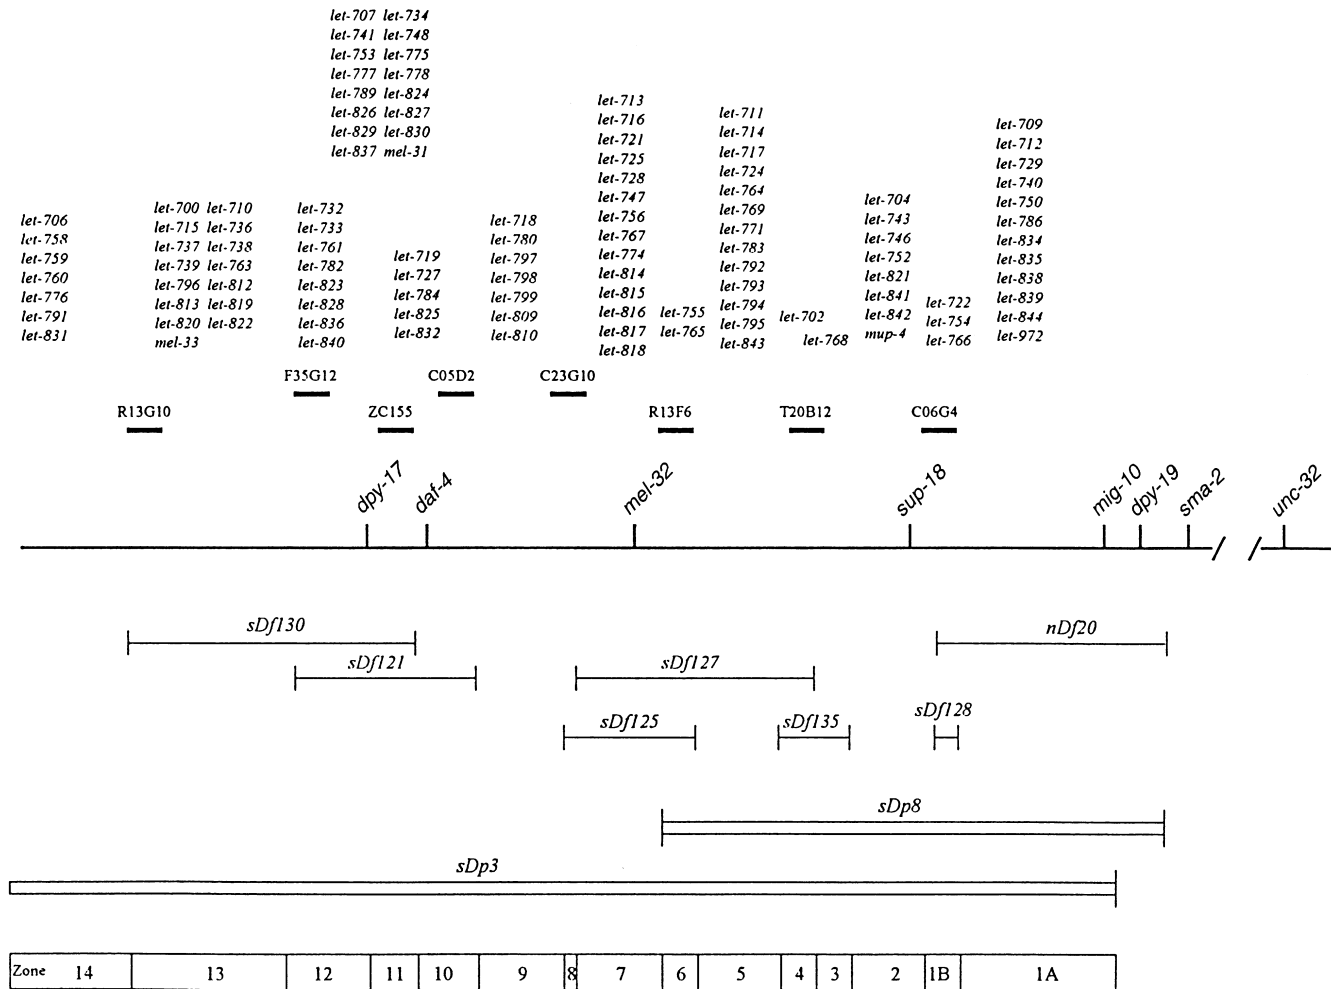 let-707 let-734
let-741 let-748
let-753 let-775
let-777 let-778
let-789 let-824
let-826 let-827
let-829 let-830
let-837 mel-31
let-706
let-758
let-759
let-760
let-776
let-791
let-831
let-700 let-710
let-715 let-736
let-737 let-738
let-739 let-763
let-796 let-812
let-813 let-819
let-820 let-822
mel-33
let-732
let-733
let-761
let-782
let-823
let-828
let-836
let-840
let-719
let-727
let-784
let-825
let-832
let-718
let-780
let-797
let-798
let-799
let-809
let-810
let-713
let-716
let-721
let-725
let-728
let-747
let-756
let-767
let-774
let-814
let-815
let-816
let-817
let-818
let-755
let-765
let-711
let-714
let-717
let-724
let-764
let-769
let-771
let-783
let-792
let-793
let-794
let-795
let-843
let-702
let-768
let-704
let-743
let-746
let-752
let-821
let-841
let-842
mup-4
let-722
let-754
let-766
let-709
let-712
let-729
let-740
let-750
let-786
let-834
let-835
let-838
let-839
let-844
let-972
F35G12 C05D2 C23G10
R13G10 ZC155 R13F6 T20B12 C06G4
dpy-17 daf-4 mel-32 sup-18 mig-10 dpy-19 sma-2 unc-32
sDf130 nDf20
sDf121 sDf127
sDf125 sDf135 sDf128
sDp8
sDp3
Zone 14 13 12 11 10 9 8 7 6 5 4 3 2 1B 1A